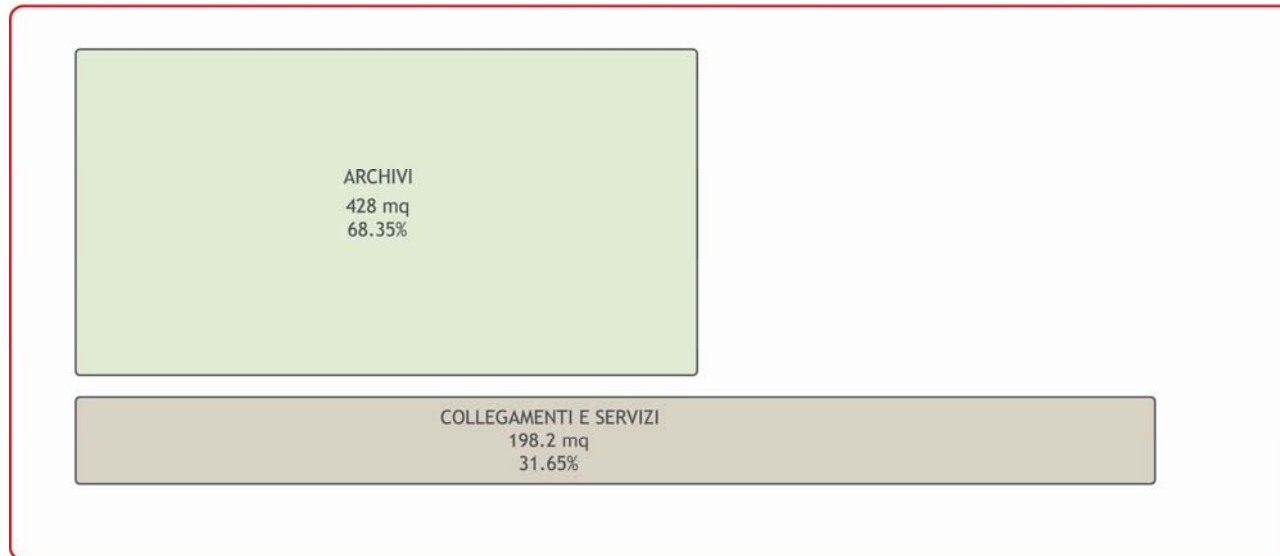 ARCHIVI
428 mq
68.35%
COLLEGAMENTI E SERVIZI
198.2 mq
31.65%